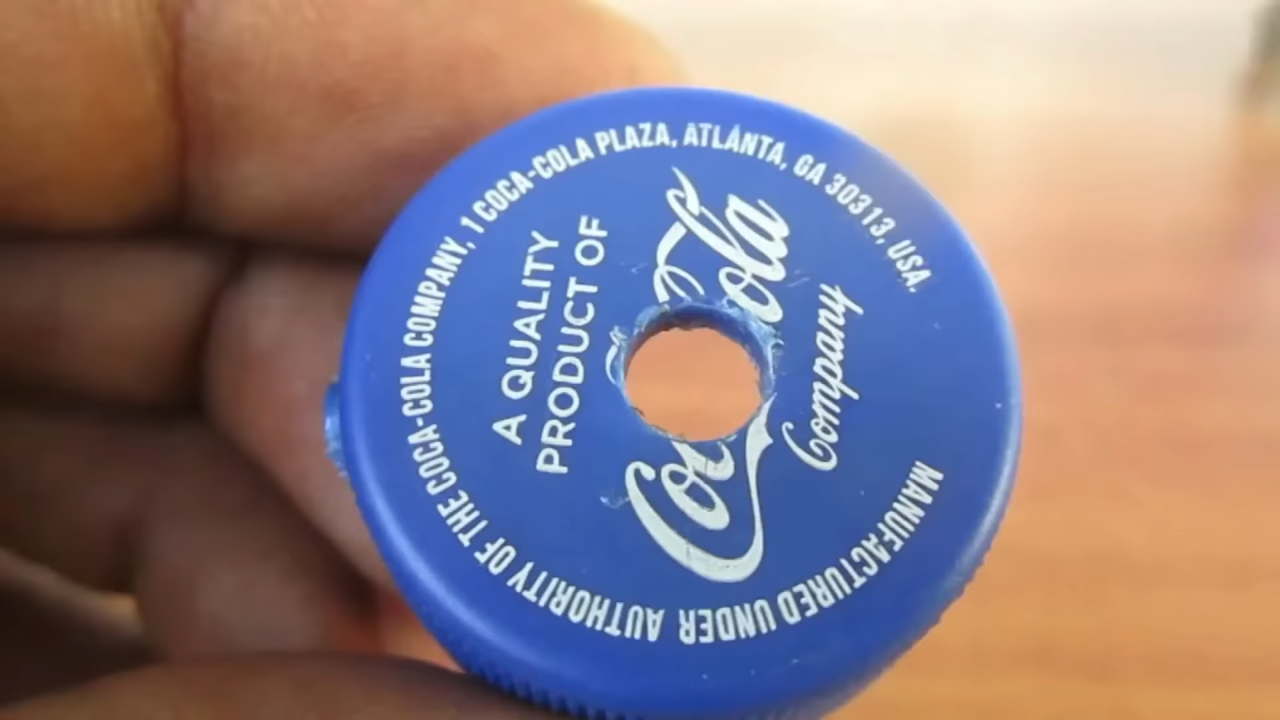 MANUFACTURED UNDER AUTHORITY OF THE COCA-COLA COMPANY, 1 COCA-COLA PLAZA, ATLANTA, GA 30313, USA.
A QUALITY
PRODUCT OF
Coca-Cola
Company